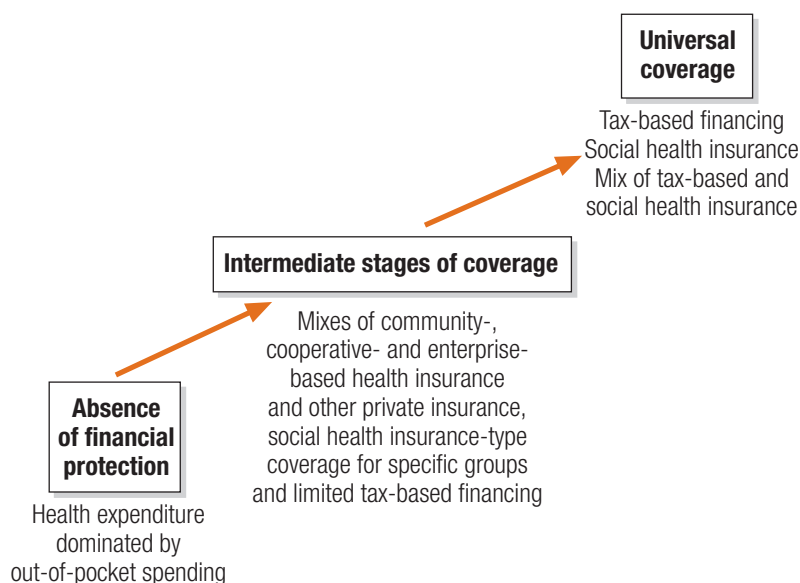 Universal
coverage
Tax-based financing
Social health insurance
Mix of tax-based and
social health insurance
Intermediate stages of coverage
Mixes of community-,
cooperative- and enterprise-
based health insurance
and other private insurance,
social health insurance-type
coverage for specific groups
and limited tax-based financing
Absence
of financial
protection
Health expenditure
dominated by
out-of-pocket spending